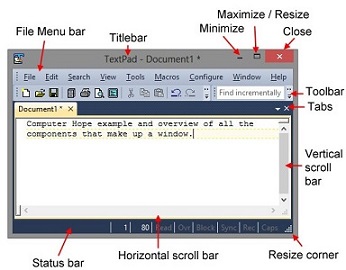 Maximize / Resize
Titlebar
Minimize
Close
File Menu bar
TextPad - Document1 *
File Edit Search View Tools Macros Configure Window Help
Find incrementally
Toolbar
Document1 * X
Tabs
Computer Hope example and overview of all the
components that make up a window.
Vertical
scroll
bar
1 80 Read Ovr Block Sync Rec Caps
Status bar
Horizontal scroll bar
Resize corner